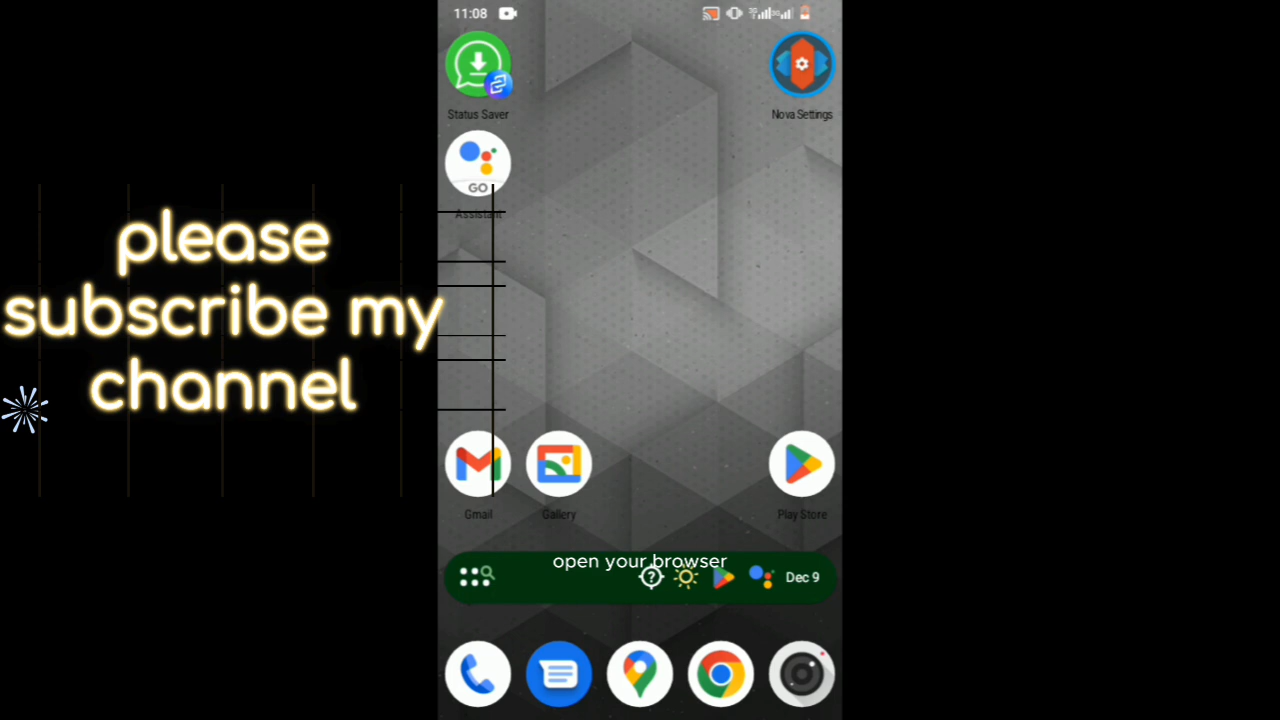 11:08
Status Saver
Nova Settings
GO
Assistant
please
subscribe my
channel
Gmail
Gallery
Play Store
open your browser
Dec 9